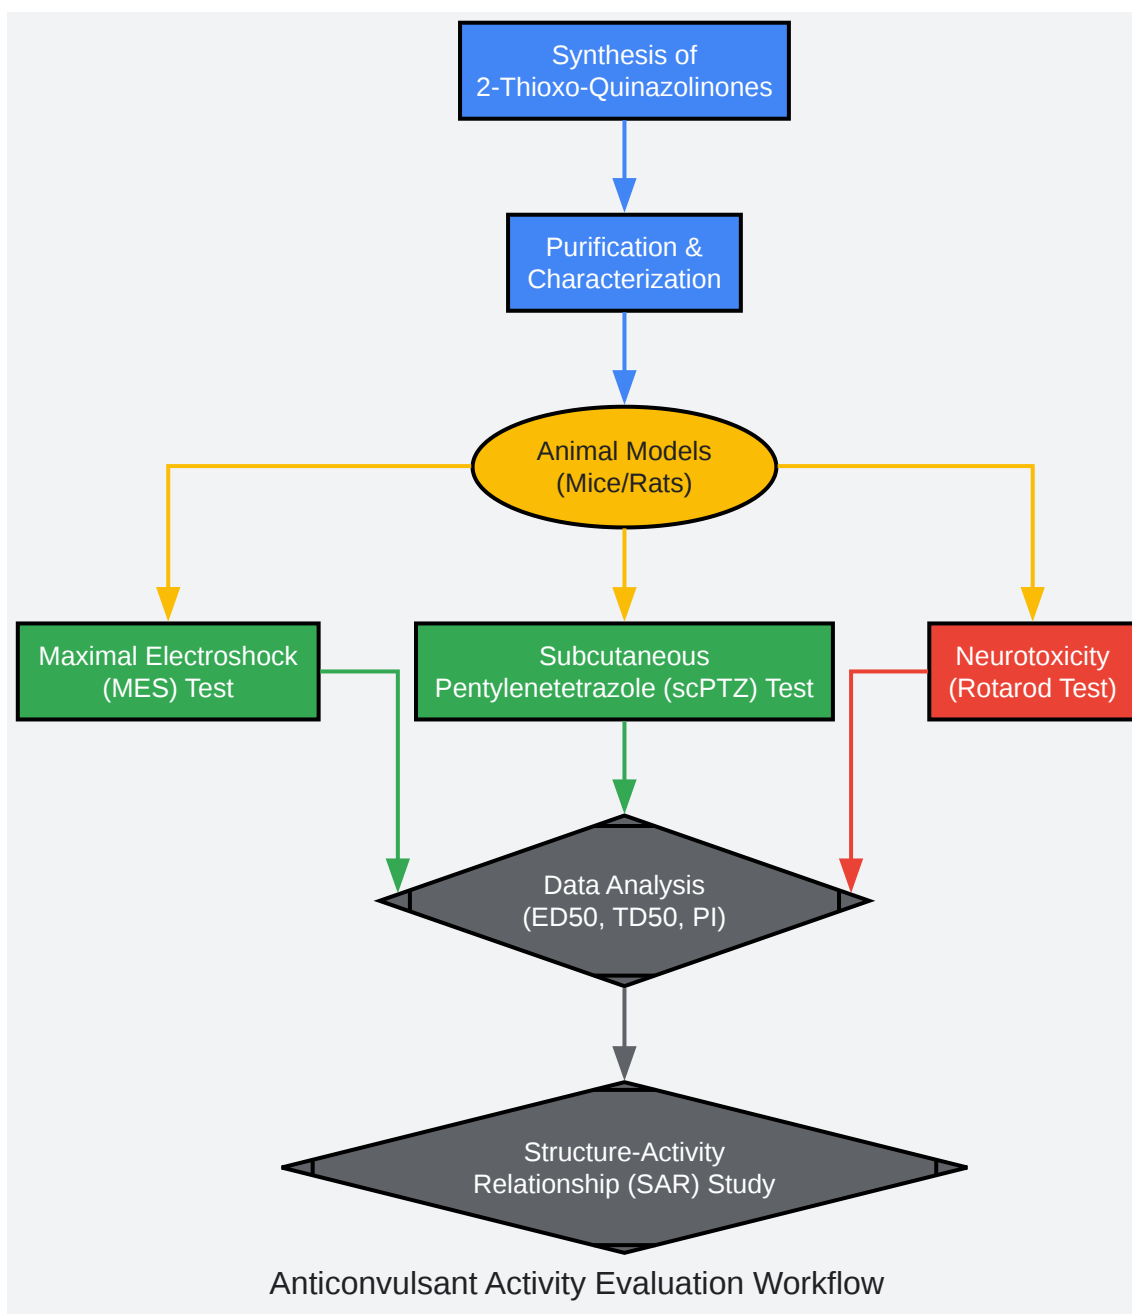 Synthesis of
2-Thioxo-Quinazolinones
Purification &
Characterization
Animal Models
(Mice/Rats)
Maximal Electroshock
(MES) Test
Subcutaneous
Pentylenetetrazole (scPTZ) Test
Neurotoxicity
(Rotarod Test)
Data Analysis
(ED50, TD50, PI)
Structure-Activity
Relationship (SAR) Study
Anticonvulsant Activity Evaluation Workflow